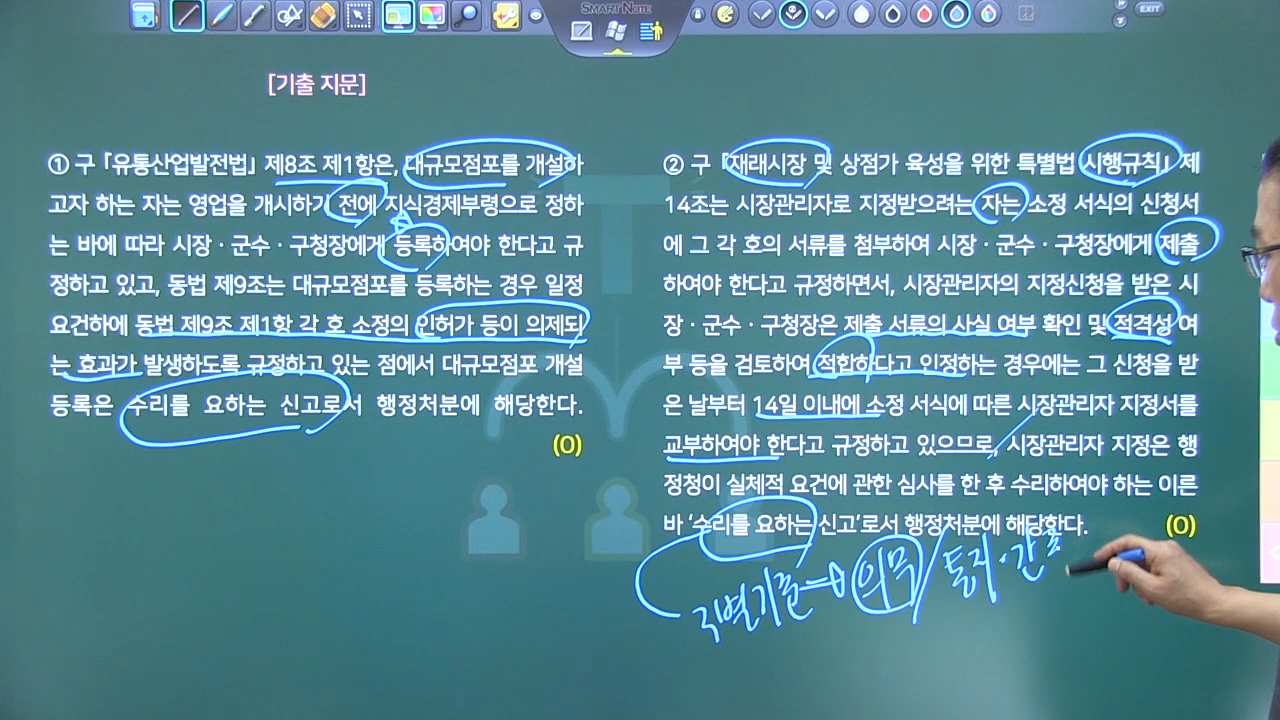 SMART NOTE
EXIT
[기출 지문]
① 구 「유통산업발전법」 제8조 제1항은, 대규모점포를 개설하
고자 하는 자는 영업을 개시하기 전에 지식경제부령으로 정하
는 바에 따라 시장·군수·구청장에게 등록하여야 한다고 규
정하고 있고, 동법 제9조는 대규모점포를 등록하는 경우 일정
요건하에 동법 제9조 제1항 각 호 소정의 인허가 등이 의제되
는 효과가 발생하도록 규정하고 있는 점에서 대규모점포 개설
등록은 수리를 요하는 신고로서 행정처분에 해당한다.
(O)
② 구 「재래시장 및 상점가 육성을 위한 특별법 시행규칙」 제
14조는 시장관리자로 지정받으려는 자는 소정 서식의 신청서
에 그 각 호의 서류를 첨부하여 시장·군수·구청장에게 제출
하여야 한다고 규정하면서, 시장관리자의 지정신청을 받은 시
장·군수·구청장은 제출 서류의 사실 여부 확인 및 적격성 여
부 등을 검토하여 적합하다고 인정하는 경우에는 그 신청을 받
은 날부터 14일 이내에 소정 서식에 따른 시장관리자 지정서를
교부하여야 한다고 규정하고 있으므로, 시장관리자 지정은 행
정청이 실체적 요건에 관한 심사를 한 후 수리하여야 하는 이른
바 '수리를 요하는 신고'로서 행정처분에 해당한다.
(O)
의무